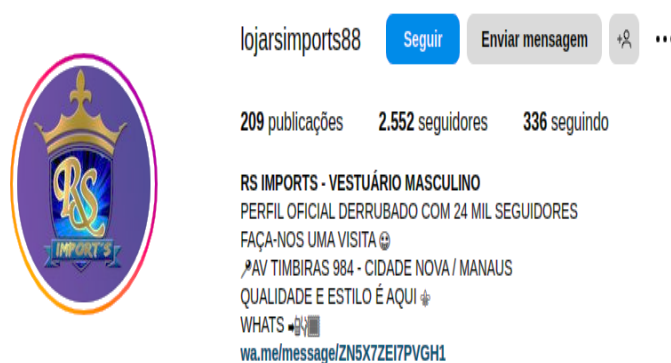 lojarsimports88 Seguir Enviar mensagem
209 publicações 2.552 seguidores 336 seguindo
RS IMPORTS - VESTUÁRIO MASCULINO
PERFIL OFICIAL DERRUBADO COM 24 MIL SEGUIDORES
FAÇA-NOS UMA VISITA 😍
📍AV TIMBIRAS 984 - CIDADE NOVA / MANAUS
QUALIDADE E ESTILO É AQUI ⚜
WHATS 📲
wa.me/message/ZN5X7ZEI7PVGH1
RS
IMPORT'S